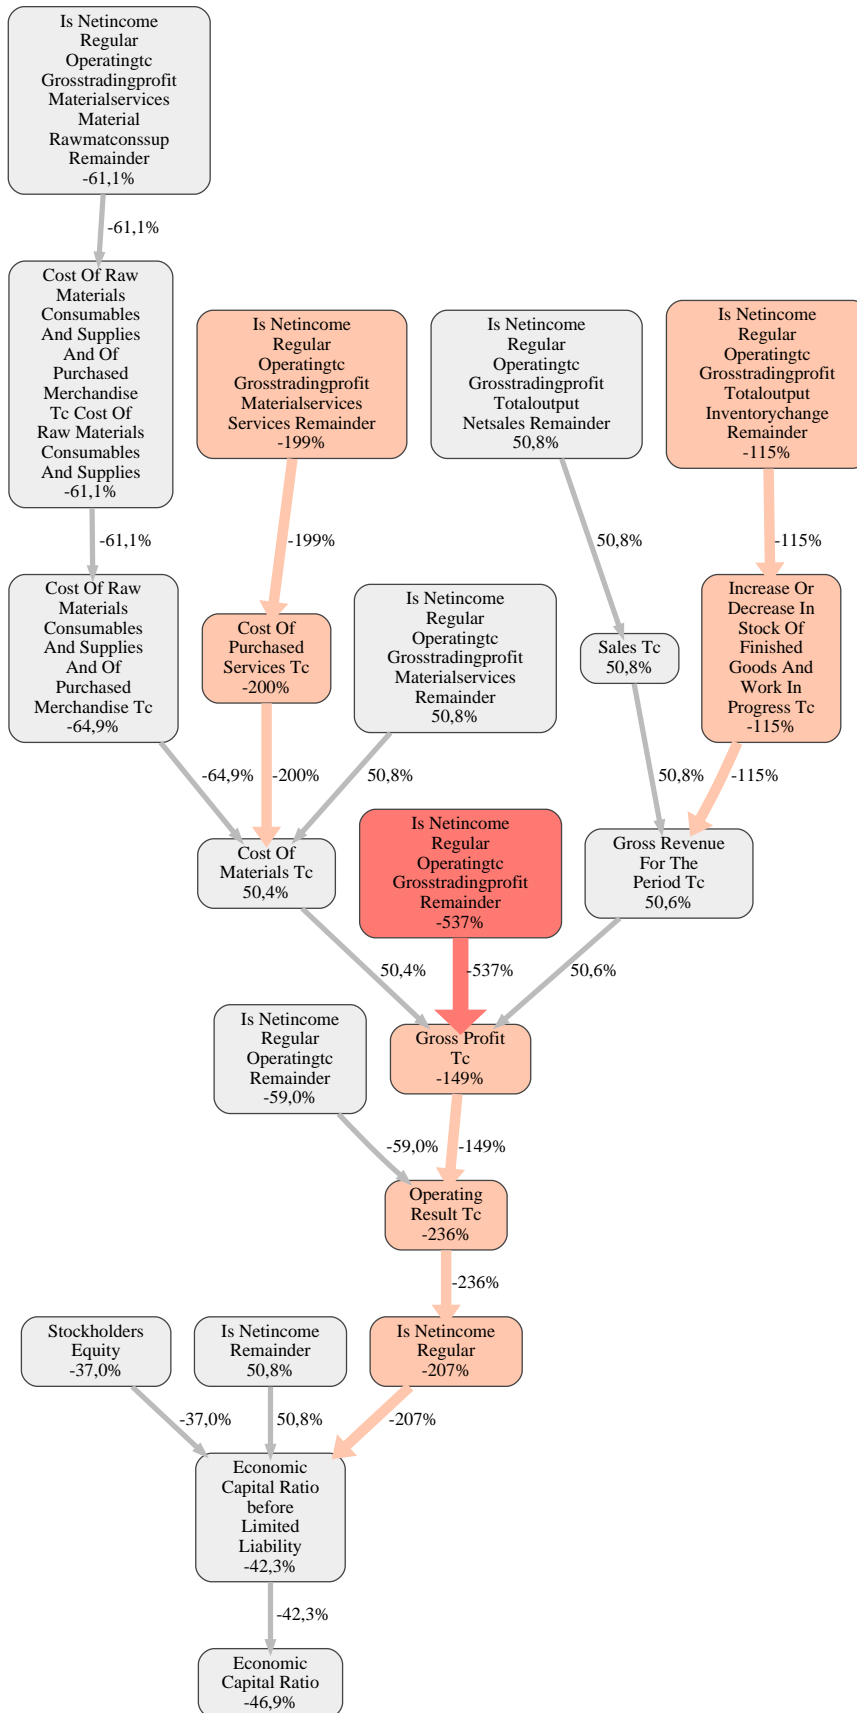 Is Netincome
Regular
Operatingtc
Grosstradingprofit
Materialservices
Material
Rawmatconssup
Remainder
-61,1%
-61,1%
Cost Of Raw
Materials
Consumables
And Supplies
And Of
Purchased
Merchandise
Tc Cost Of
Raw Materials
Consumables
And Supplies
-61,1%
Is Netincome
Regular
Operatingtc
Grosstradingprofit
Materialservices
Services Remainder
-199%
Is Netincome
Regular
Operatingtc
Grosstradingprofit
Totaloutput
Netsales Remainder
50,8%
Is Netincome
Regular
Operatingtc
Grosstradingprofit
Totaloutput
Inventorychange
Remainder
-115%
-61,1%
-199%
50,8%
-115%
Cost Of Raw
Materials
Consumables
And Supplies
And Of
Purchased
Merchandise Tc
-64,9%
Cost Of
Purchased
Services Tc
-200%
Is Netincome
Regular
Operatingtc
Grosstradingprofit
Materialservices
Remainder
50,8%
Sales Tc
50,8%
Increase Or
Decrease In
Stock Of
Finished
Goods And
Work In
Progress Tc
-115%
-64,9%
-200%
50,8%
50,8%
-115%
Cost Of
Materials Tc
50,4%
Is Netincome
Regular
Operatingtc
Grosstradingprofit
Remainder
-537%
Gross Revenue
For The
Period Tc
50,6%
50,4%
-537%
50,6%
Is Netincome
Regular
Operatingtc
Remainder
-59,0%
Gross Profit
Tc
-149%
-59,0%
-149%
Operating
Result Tc
-236%
-236%
Stockholders
Equity
-37,0%
Is Netincome
Remainder
50,8%
Is Netincome
Regular
-207%
-37,0%
50,8%
-207%
Economic
Capital Ratio
before
Limited
Liability
-42,3%
-42,3%
Economic
Capital Ratio
-46,9%